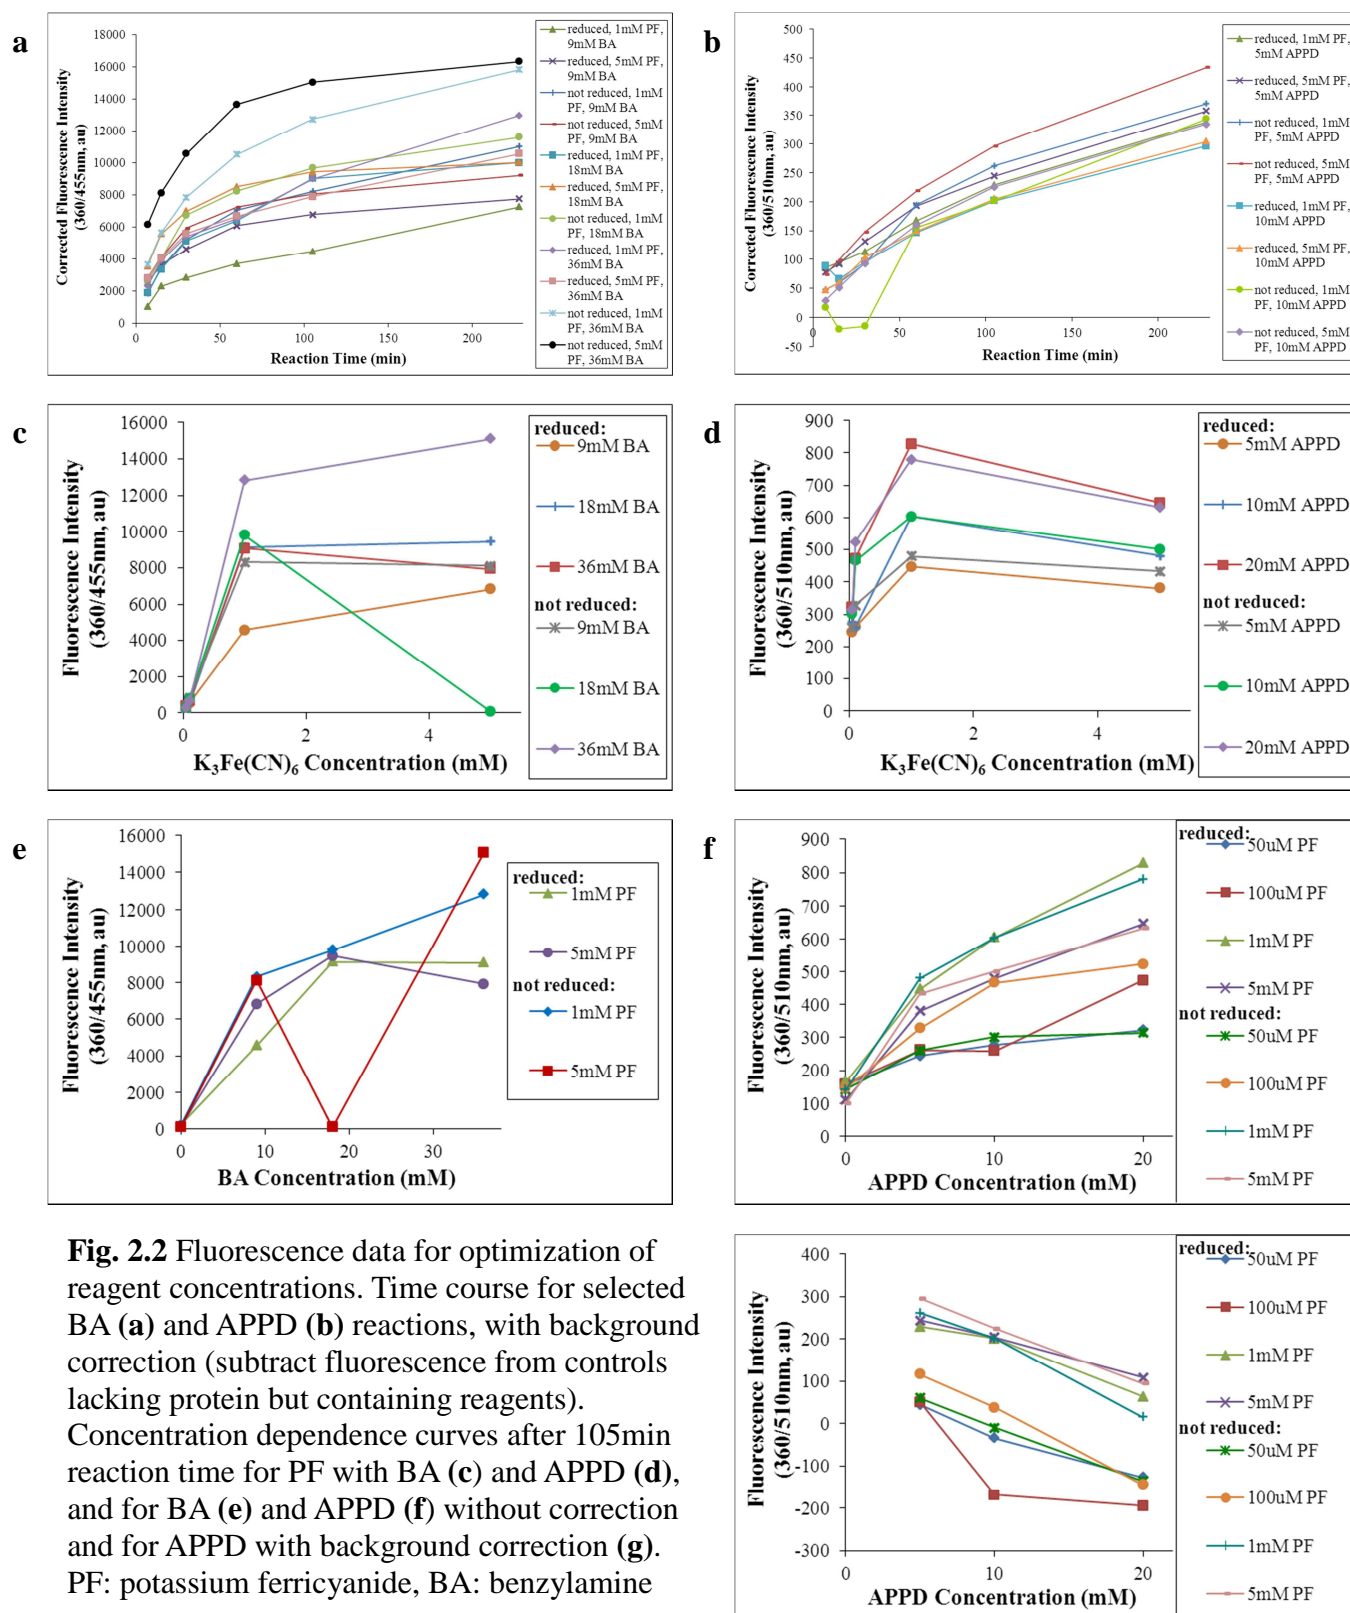 a
18000
16000
14000
12000
10000
8000
6000
4000
2000
0
Corrected Fluorescence Intensity
(360/455nm, au)
0
50
100
150
200
Reaction Time (min)
reduced, 1mM PF,
9mM BA
reduced, 5mM PF,
9mM BA
not reduced, 1mM
PF, 9mM BA
not reduced, 5mM
PF, 9mM BA
reduced, 1mM PF,
18mM BA
reduced, 5mM PF,
18mM BA
not reduced, 1mM
PF, 18mM BA
reduced, 1mM PF,
36mM BA
reduced, 5mM PF,
36mM BA
not reduced, 1mM
PF, 36mM BA
not reduced, 5mM
PF, 36mM BA
b
500
450
400
350
300
250
200
150
100
50
0
-50
Corrected Fluorescence Intensity
(360/510nm, au)
50
100
150
200
Reaction Time (min)
reduced, 1mM PF,
5mM APPD
reduced, 5mM PF,
5mM APPD
not reduced, 1mM
PF, 5mM APPD
not reduced, 5mM
PF, 5mM APPD
reduced, 1mM PF,
10mM APPD
reduced, 5mM PF,
10mM APPD
not reduced, 1mM
PF, 10mM APPD
not reduced, 5mM
PF, 10mM APPD
c
16000
14000
12000
10000
8000
6000
4000
2000
0
Fluorescence Intensity
(360/455nm, au)
0
2
4
K₃Fe(CN)₆ Concentration (mM)
reduced:
9mM BA
18mM BA
36mM BA
not reduced:
9mM BA
18mM BA
36mM BA
d
900
800
700
600
500
400
300
200
100
0
Fluorescence Intensity
(360/510nm, au)
0
2
4
K₃Fe(CN)₆ Concentration (mM)
reduced:
5mM APPD
10mM APPD
20mM APPD
not reduced:
5mM APPD
10mM APPD
20mM APPD
e
16000
14000
12000
10000
8000
6000
4000
2000
0
Fluorescence Intensity
(360/455nm, au)
0
10
20
30
BA Concentration (mM)
reduced:
1mM PF
5mM PF
not reduced:
1mM PF
5mM PF
f
900
800
700
600
500
400
300
200
100
0
Fluorescence Intensity
(360/510nm, au)
0
10
20
APPD Concentration (mM)
reduced:
50uM PF
100uM PF
1mM PF
5mM PF
not reduced:
50uM PF
100uM PF
1mM PF
5mM PF
Fig. 2.2 Fluorescence data for optimization of
reagent concentrations. Time course for selected
BA (a) and APPD (b) reactions, with background
correction (subtract fluorescence from controls
lacking protein but containing reagents).
Concentration dependence curves after 105min
reaction time for PF with BA (c) and APPD (d),
and for BA (e) and APPD (f) without correction
and for APPD with background correction (g).
PF: potassium ferricyanide, BA: benzylamine
400
300
200
100
0
-100
-200
-300
Fluorescence Intensity
(360/510nm, au)
0
10
20
APPD Concentration (mM)
reduced:
50uM PF
100uM PF
1mM PF
5mM PF
not reduced:
50uM PF
100uM PF
1mM PF
5mM PF